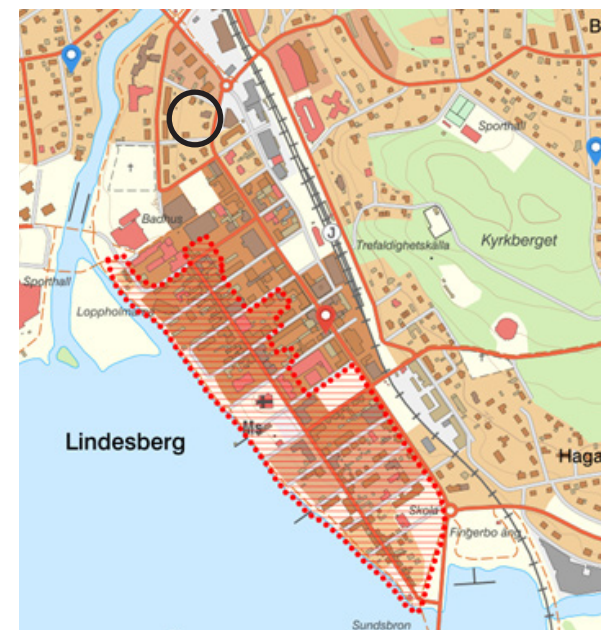 B
Sporthall
Badhus
Trefaldighetskälla
Kyrkberget
J
Sporthall
Lindesberg
Ms
Haga
Skola
Fingerbo äng
Sundsbron